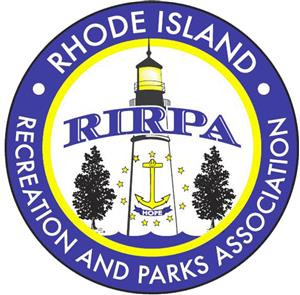 RHODE ISLAND
RIRPA
HOPE
RECREATION AND PARKS ASSOCIATION